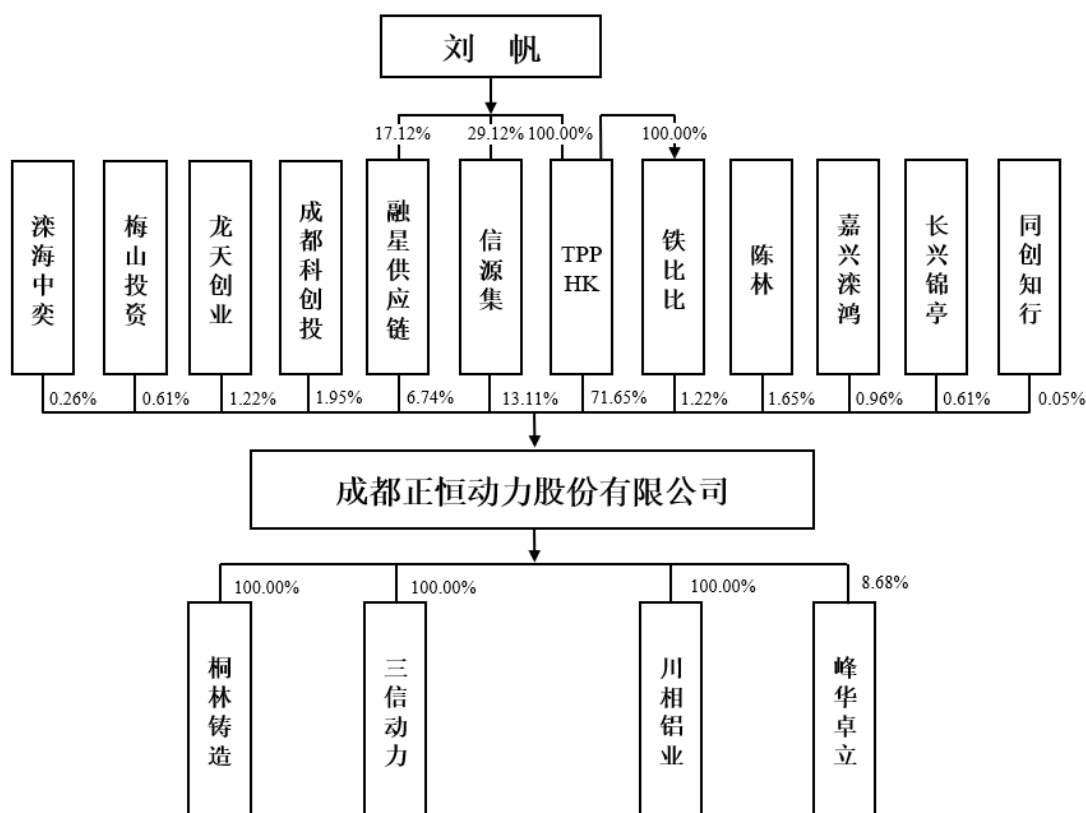 刘 帆
17.12%
29.12%
100.00%
100.00%
滦海中奕
梅山投资
龙天创业
成都科创投
融星供应链
信源集
TPP
HK
铁比比
陈林
嘉兴滦鸿
长兴锦亭
同创知行
0.26%
0.61%
1.22%
1.95%
6.74%
13.11%
71.65%
1.22%
1.65%
0.96%
0.61%
0.05%
成都正恒动力股份有限公司
100.00%
100.00%
100.00%
8.68%
桐林铸造
三信动力
川相铝业
峰华卓立